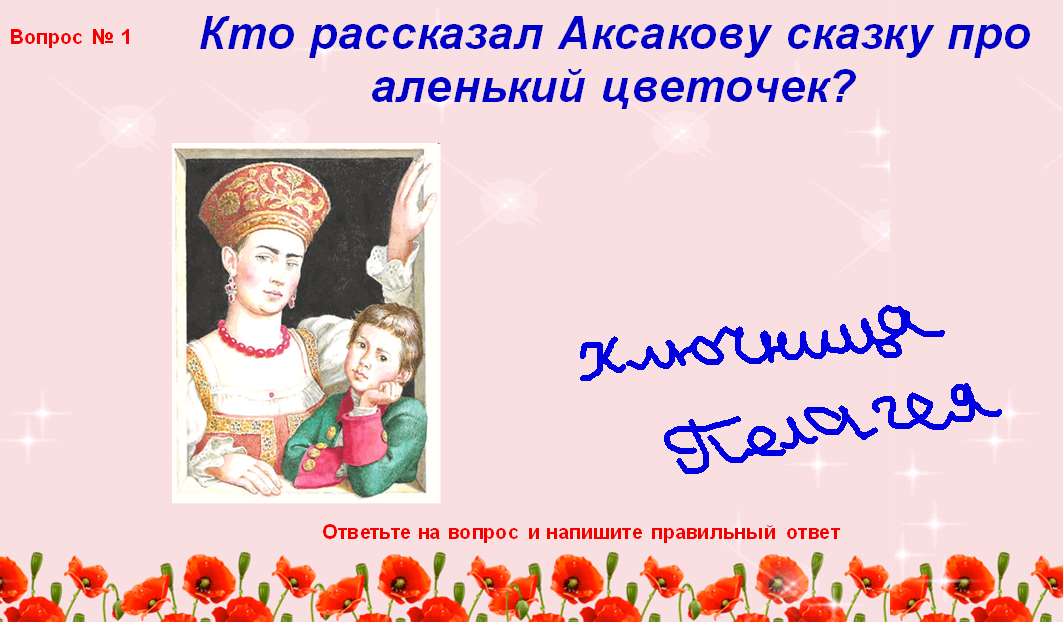 Вопрос № 1
Кто рассказал Аксакову сказку про
аленький цветочек?
ключница
Пелагея
Ответьте на вопрос и напишите правильный ответ